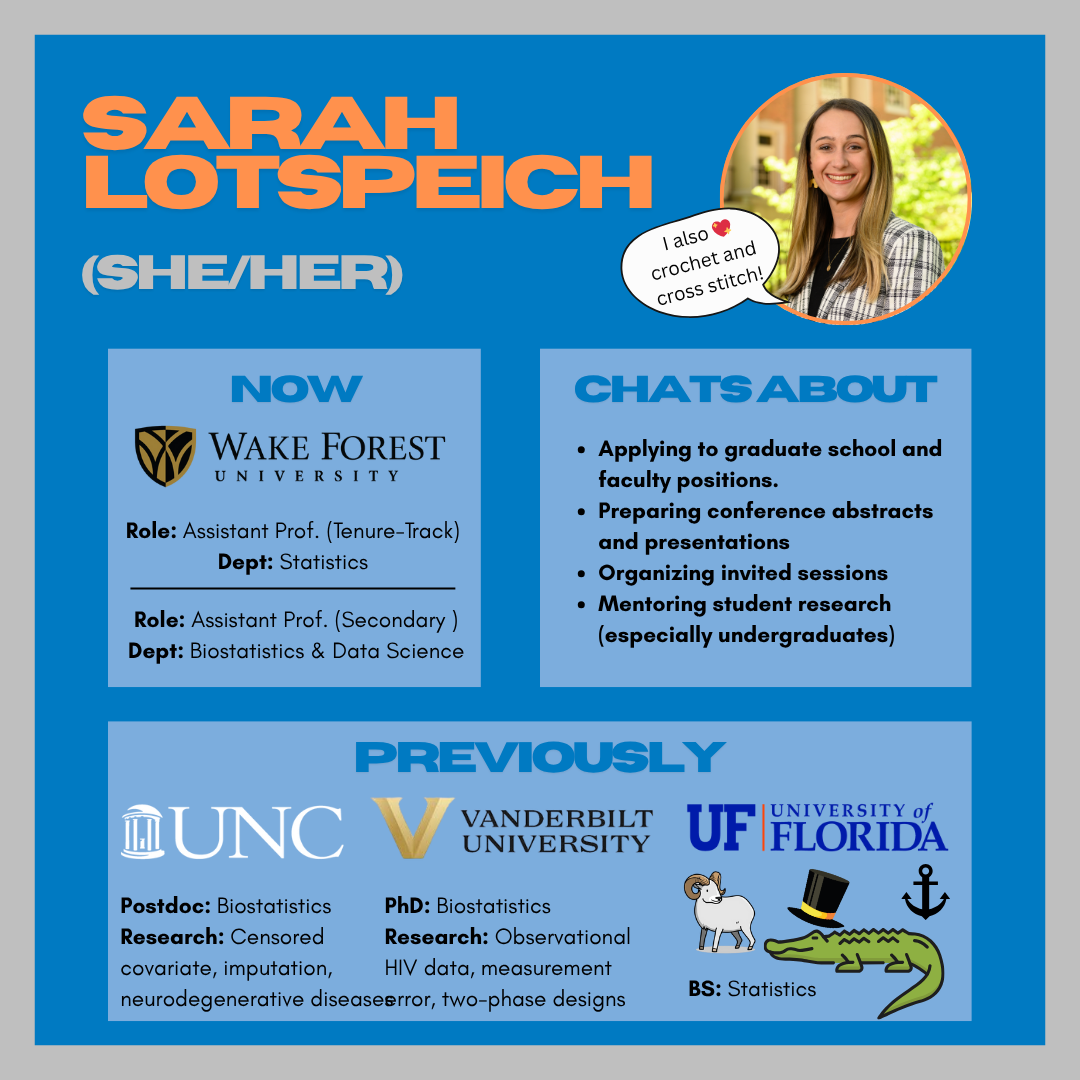 SARAH
LOTSPEICH
(SHE/HER)
I also 💖
crochet and
cross stitch!
NOW
WAKE FOREST
UNIVERSITY
Role: Assistant Prof. (Tenure-Track)
Dept: Statistics
Role: Assistant Prof. (Secondary )
Dept: Biostatistics & Data Science
CHATS ABOUT
• Applying to graduate school and
faculty positions.
• Preparing conference abstracts
and presentations
• Organizing invited sessions
• Mentoring student research
(especially undergraduates)
PREVIOUSLY
UNC
Postdoc: Biostatistics
Research: Censored
covariate, imputation,
neurodegenerative diseases
VANDERBILT
UNIVERSITY
PhD: Biostatistics
Research: Observational
HIV data, measurement
error, two-phase designs
UF
UNIVERSITY of
FLORIDA
BS: Statistics